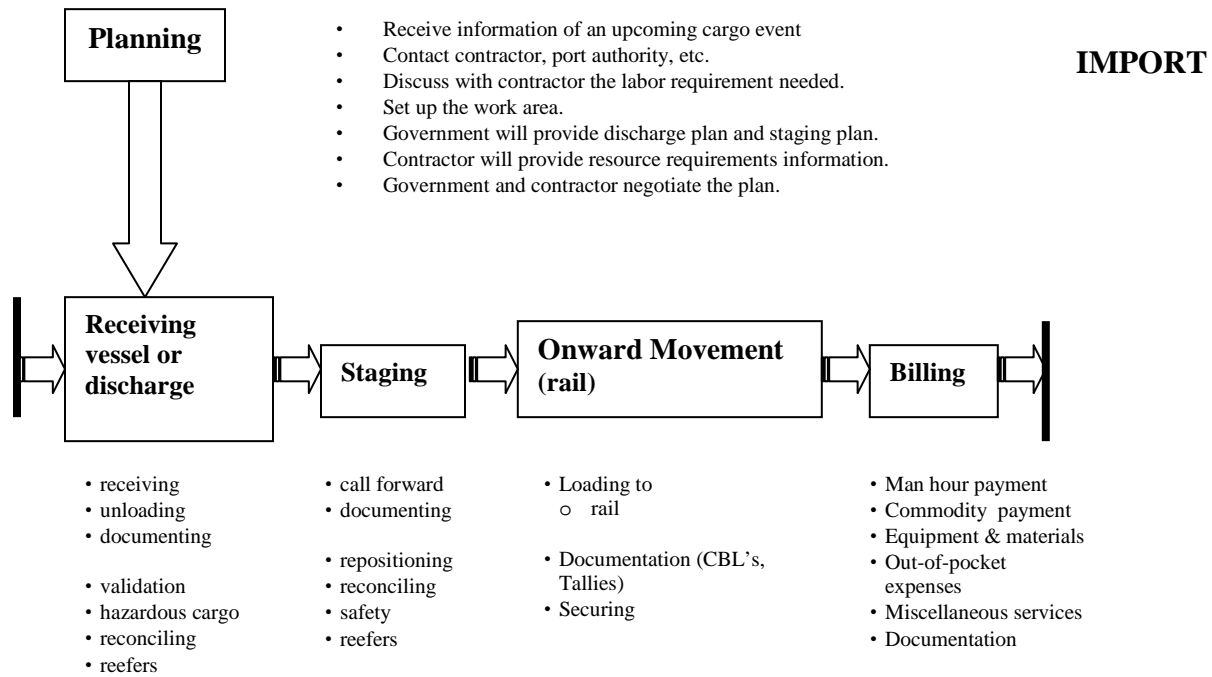 Planning
• Receive information of an upcoming cargo event
• Contact contractor, port authority, etc.
• Discuss with contractor the labor requirement needed.
• Set up the work area.
• Government will provide discharge plan and staging plan.
• Contractor will provide resource requirements information.
• Government and contractor negotiate the plan.
IMPORT
Receiving
vessel or
discharge
Staging
Onward Movement
(rail)
Billing
• receiving
• unloading
• documenting
• validation
• hazardous cargo
• reconciling
• reefers
• call forward
• documenting
• repositioning
• reconciling
• safety
• reefers
• Loading to
o rail
• Documentation (CBL's,
Tallies)
• Securing
• Man hour payment
• Commodity payment
• Equipment & materials
• Out-of-pocket
expenses
• Miscellaneous services
• Documentation